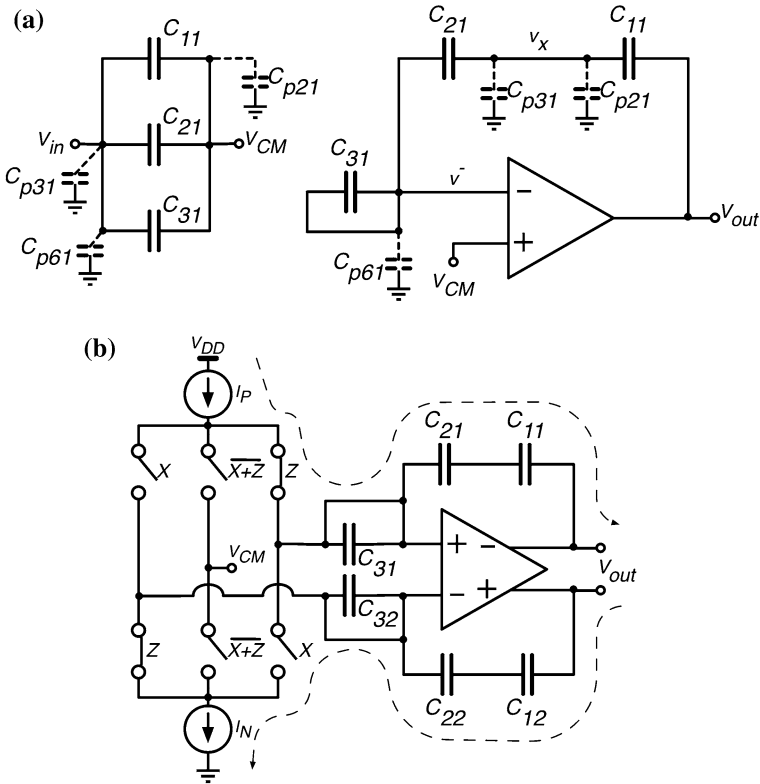 (a)
C11
Cp21
Vin
C21
VCM
Cp31
C31
Cp61
C21
vx
C11
Cp31
Cp21
C31
v-
−
+
Cp61
VCM
Vout
(b)
VDD
IP
X
X+Z
Z
C21
C11
VCM
C31
+
−
−
+
Vout
C32
Z
X+Z
X
C22
C12
IN